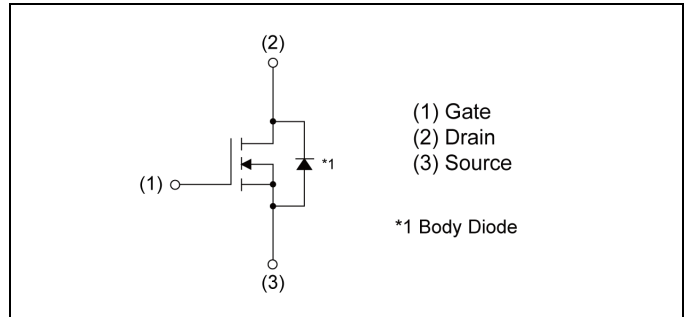 (2)
(1) Gate
(2) Drain
(3) Source
*1
(1)
*1 Body Diode
(3)